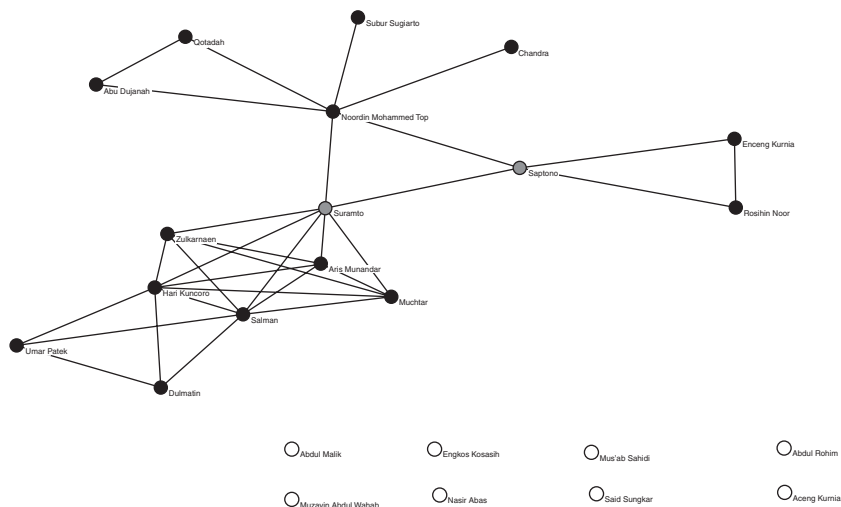 Subur Sugiarto
Qotadah
Chandra
Abu Dujanah
Noordin Mohammed Top
Enceng Kurnia
Saptono
Rosihin Noor
Suramto
Zulkarnaen
Aris Munandar
Hari Kuncoro
Muchtar
Salman
Umar Patek
Dulmatin
Abdul Malik
Engkos Kosasih
Mus'ab Sahidi
Abdul Rohim
Muzayin Abdul Wahab
Nasir Abas
Said Sungkar
Aceng Kurnia